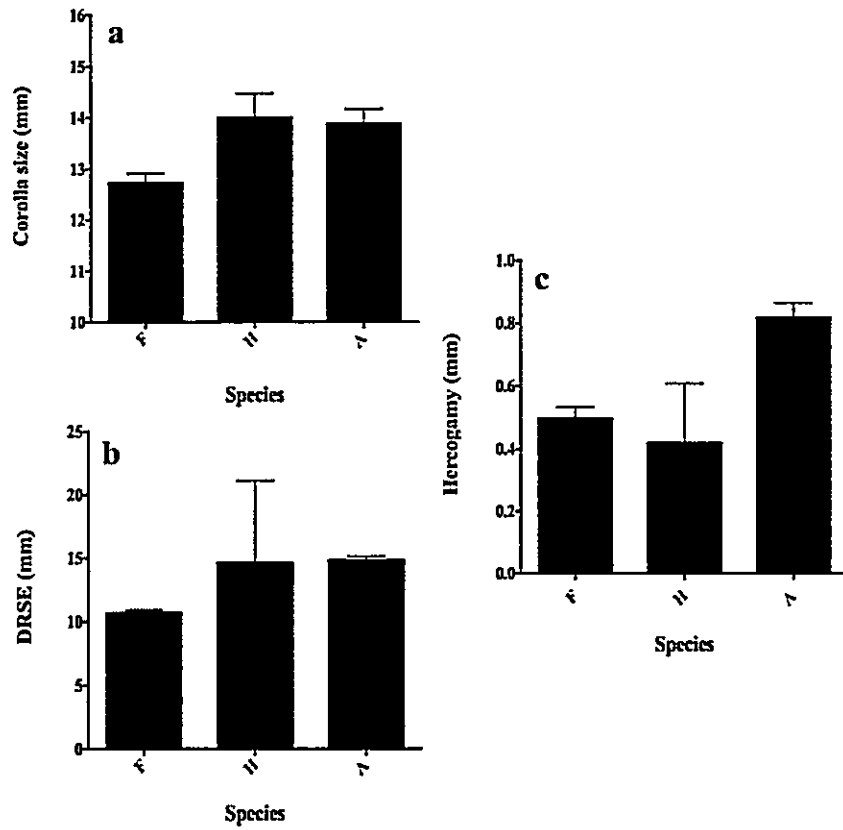 a
Corolla size (mm)
16
15
14
13
12
11
10
F
H
A
Species
b
DRSE (mm)
25
20
15
10
5
0
F
H
A
Species
c
Hercogamy (mm)
1.0
0.8
0.6
0.4
0.2
0.0
F
H
A
Species